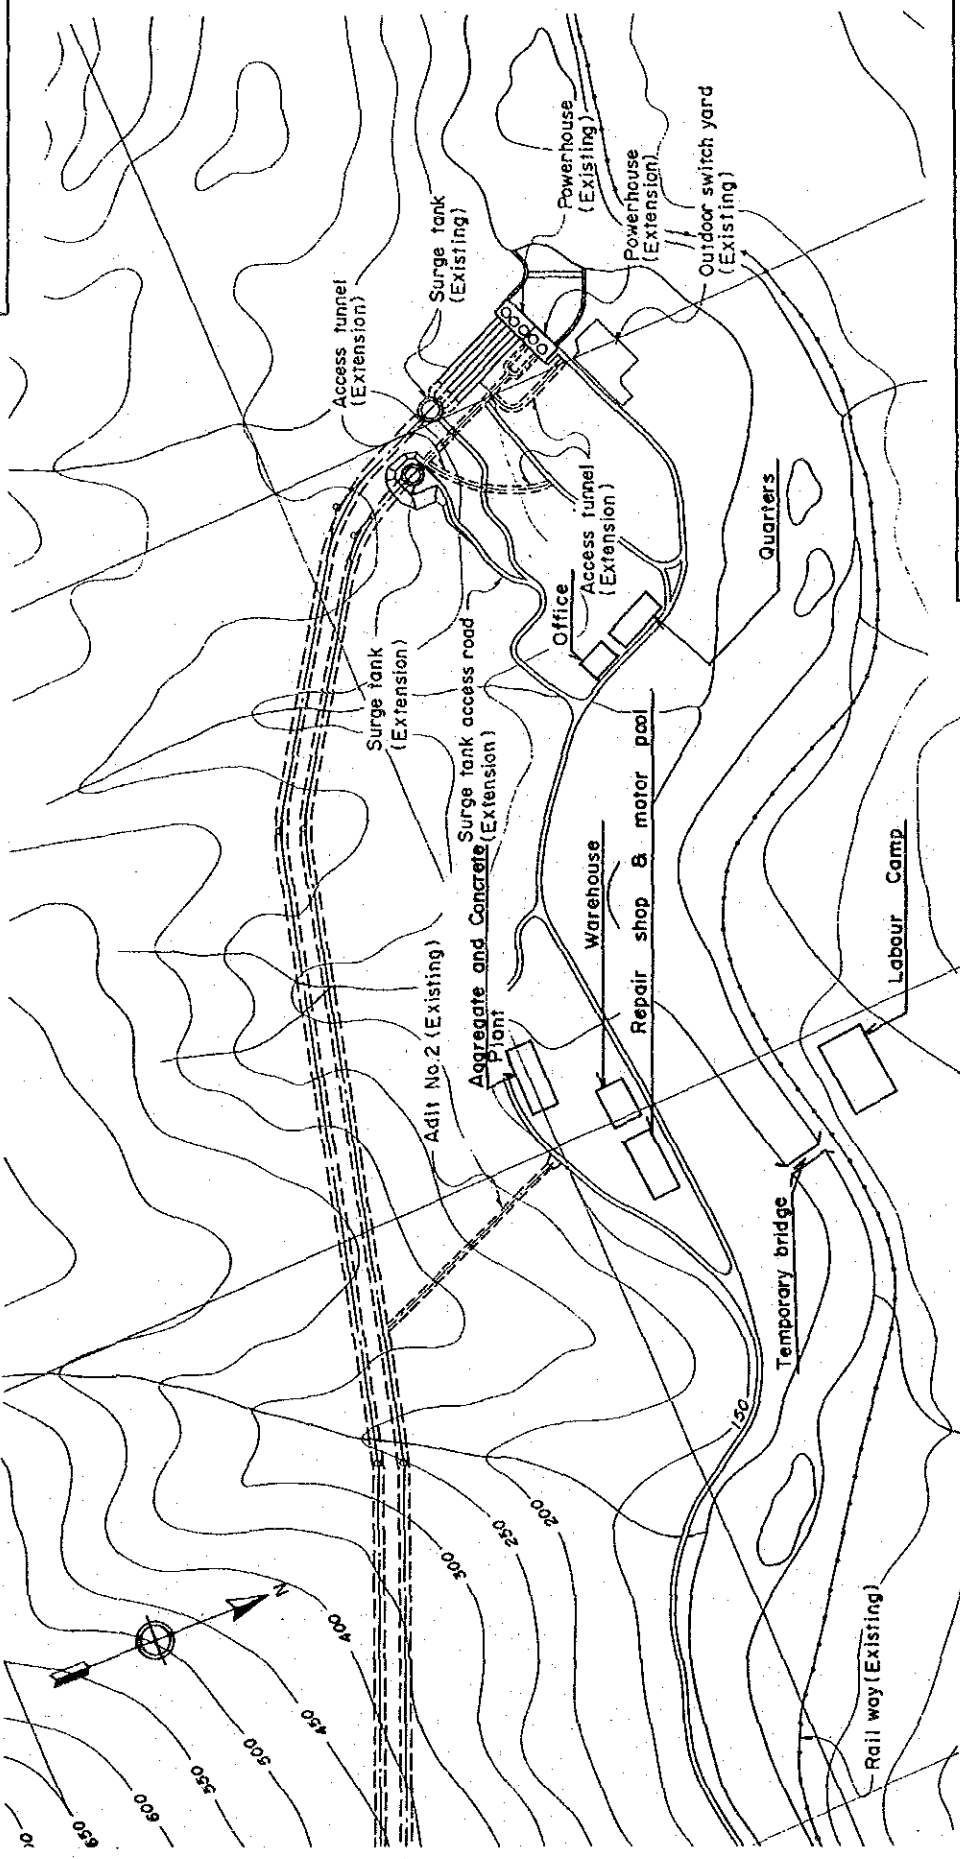 Access tunnel
(Extension)
Surge tank
(Existing)
Powerhouse
(Existing)
Powerhouse
(Extension)
Outdoor switch yard
(Existing)
Surge tank
(Extension)
Surge tank access road
(Extension)
Office
Access tunnel
(Extension)
Quarters
Adit No.2 (Existing)
Aggregate and Concrete
Plant
Warehouse
Repair shop & motor pool
Labour Camp
Temporary bridge
Rail way (Existing)
N
650
600
550
500
450
400
300
250
200
150